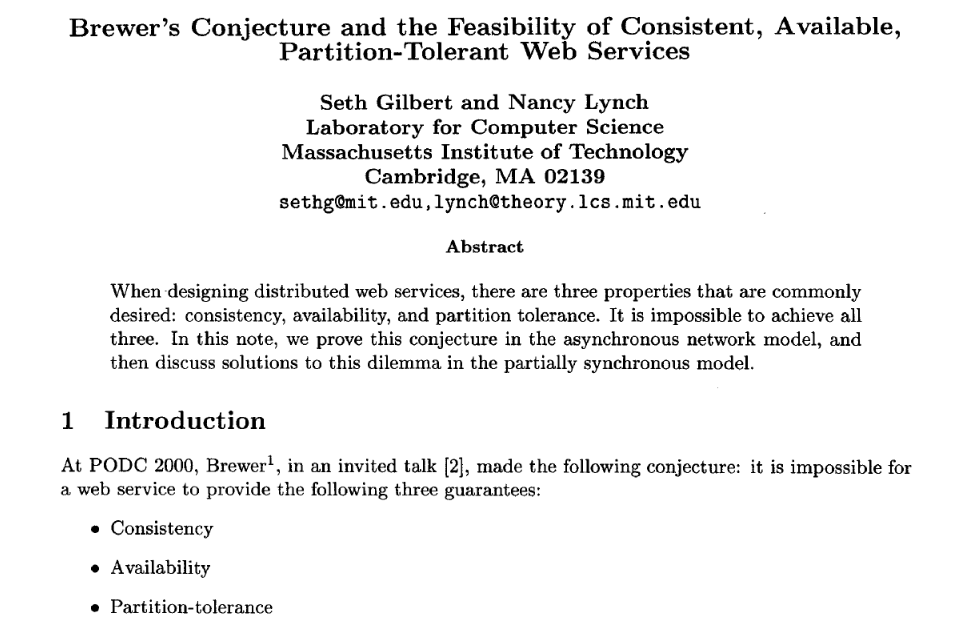 Brewer's Conjecture and the Feasibility of Consistent, Available,
Partition-Tolerant Web Services
Seth Gilbert and Nancy Lynch
Laboratory for Computer Science
Massachusetts Institute of Technology
Cambridge, MA 02139
sethg@mit.edu,lynch@theory.lcs.mit.edu
Abstract
When designing distributed web services, there are three properties that are commonly
desired: consistency, availability, and partition tolerance. It is impossible to achieve all
three. In this note, we prove this conjecture in the asynchronous network model, and
then discuss solutions to this dilemma in the partially synchronous model.
1 Introduction
At PODC 2000, Brewer¹, in an invited talk [2], made the following conjecture: it is impossible for
a web service to provide the following three guarantees:
• Consistency
• Availability
• Partition-tolerance